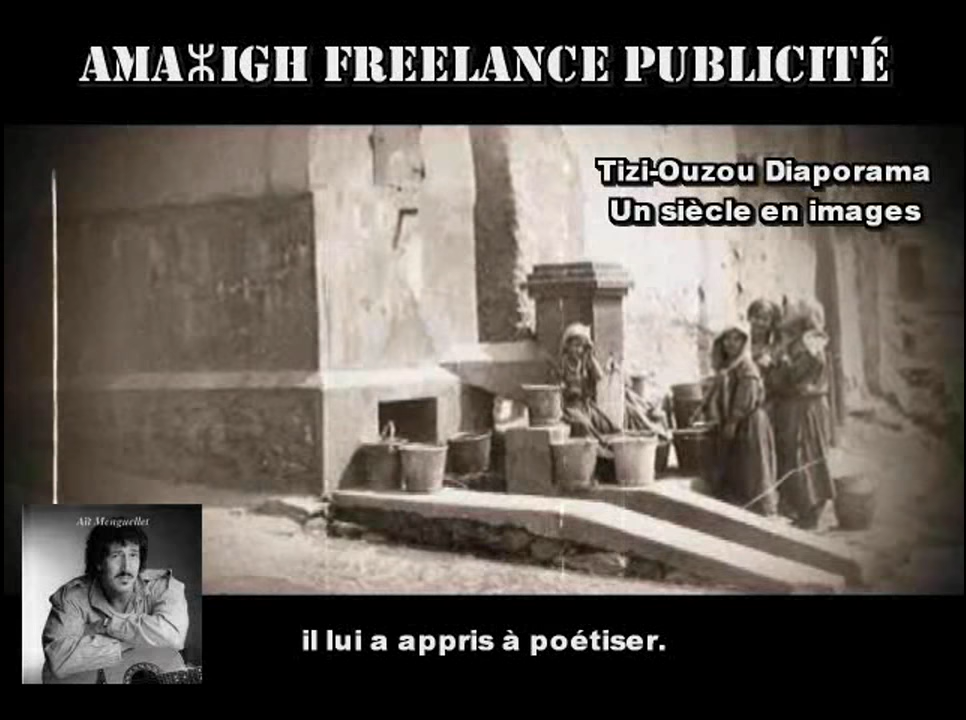 AMAⵣIGH FREELANCE PUBLICITÉ
Tizi-Ouzou Diaporama
Un siècle en images
Aït Menguellet
il lui a appris à poétiser.